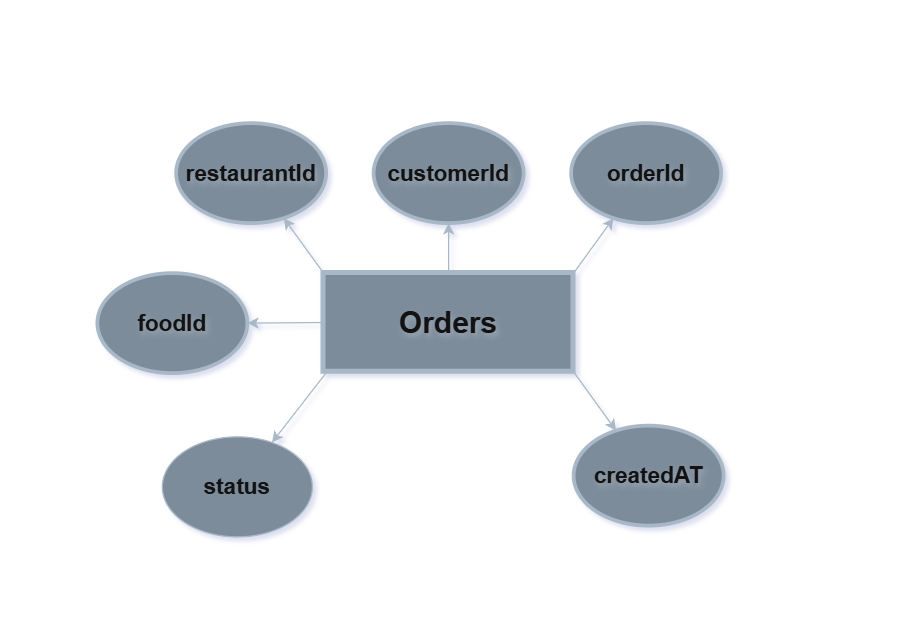 restaurantId
customerId
orderId
foodId
Orders
status
createdAT